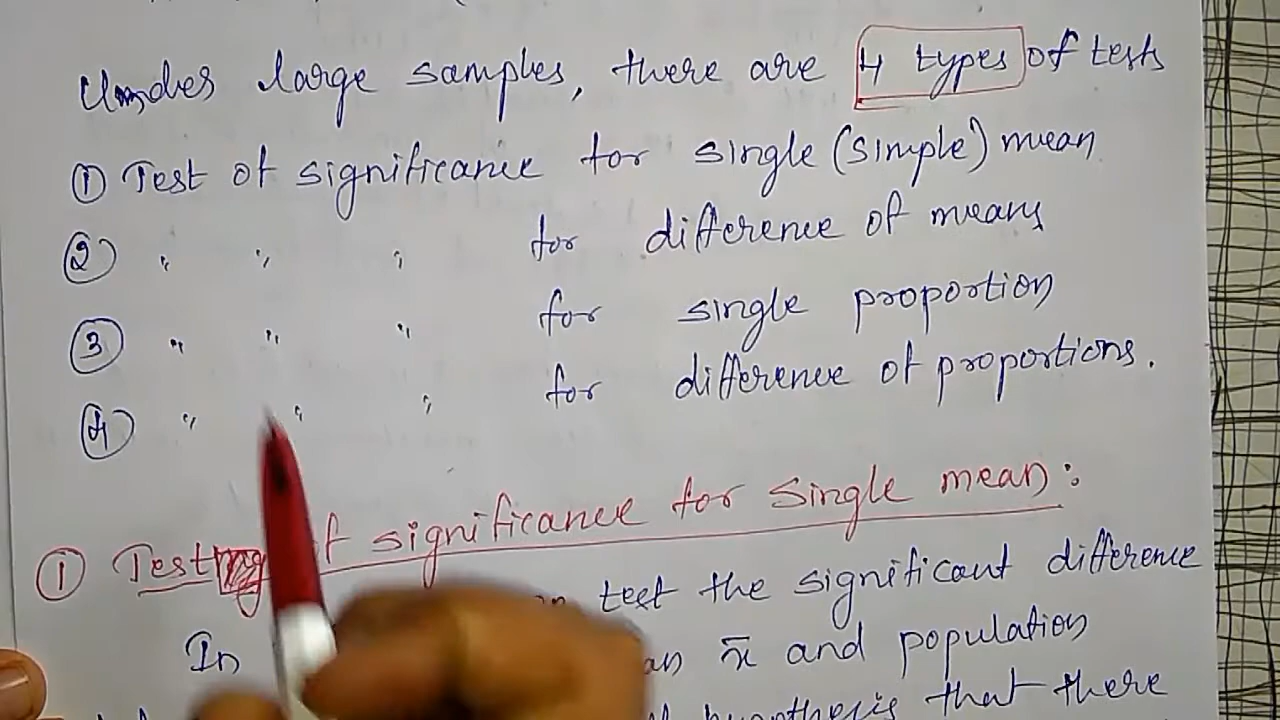 Under large samples, there are 4 types of tests
① Test of significance for single (simple) mean
② " " " for difference of means
③ " " " for single proportion
④ " " " for difference of proportions.
① Test of significance for single mean:
test the significant difference
In x̄ and population
hypothesis that there